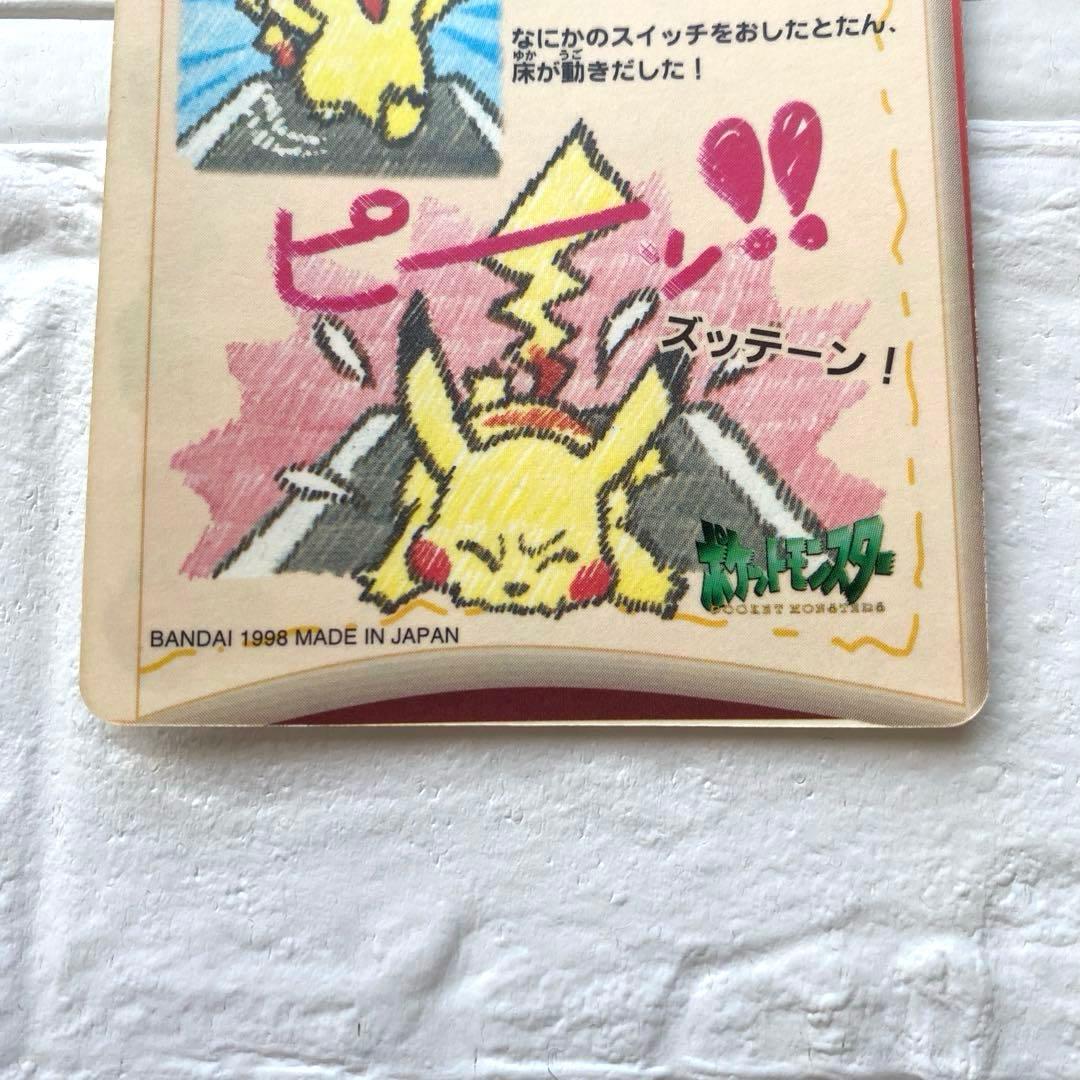 なにかのスイッチをおしたとたん、
床が動きだした！
ピーッ!!
ズッテーン！
ポケットモンスター
POCKET MONSTERS
BANDAI 1998 MADE IN JAPAN